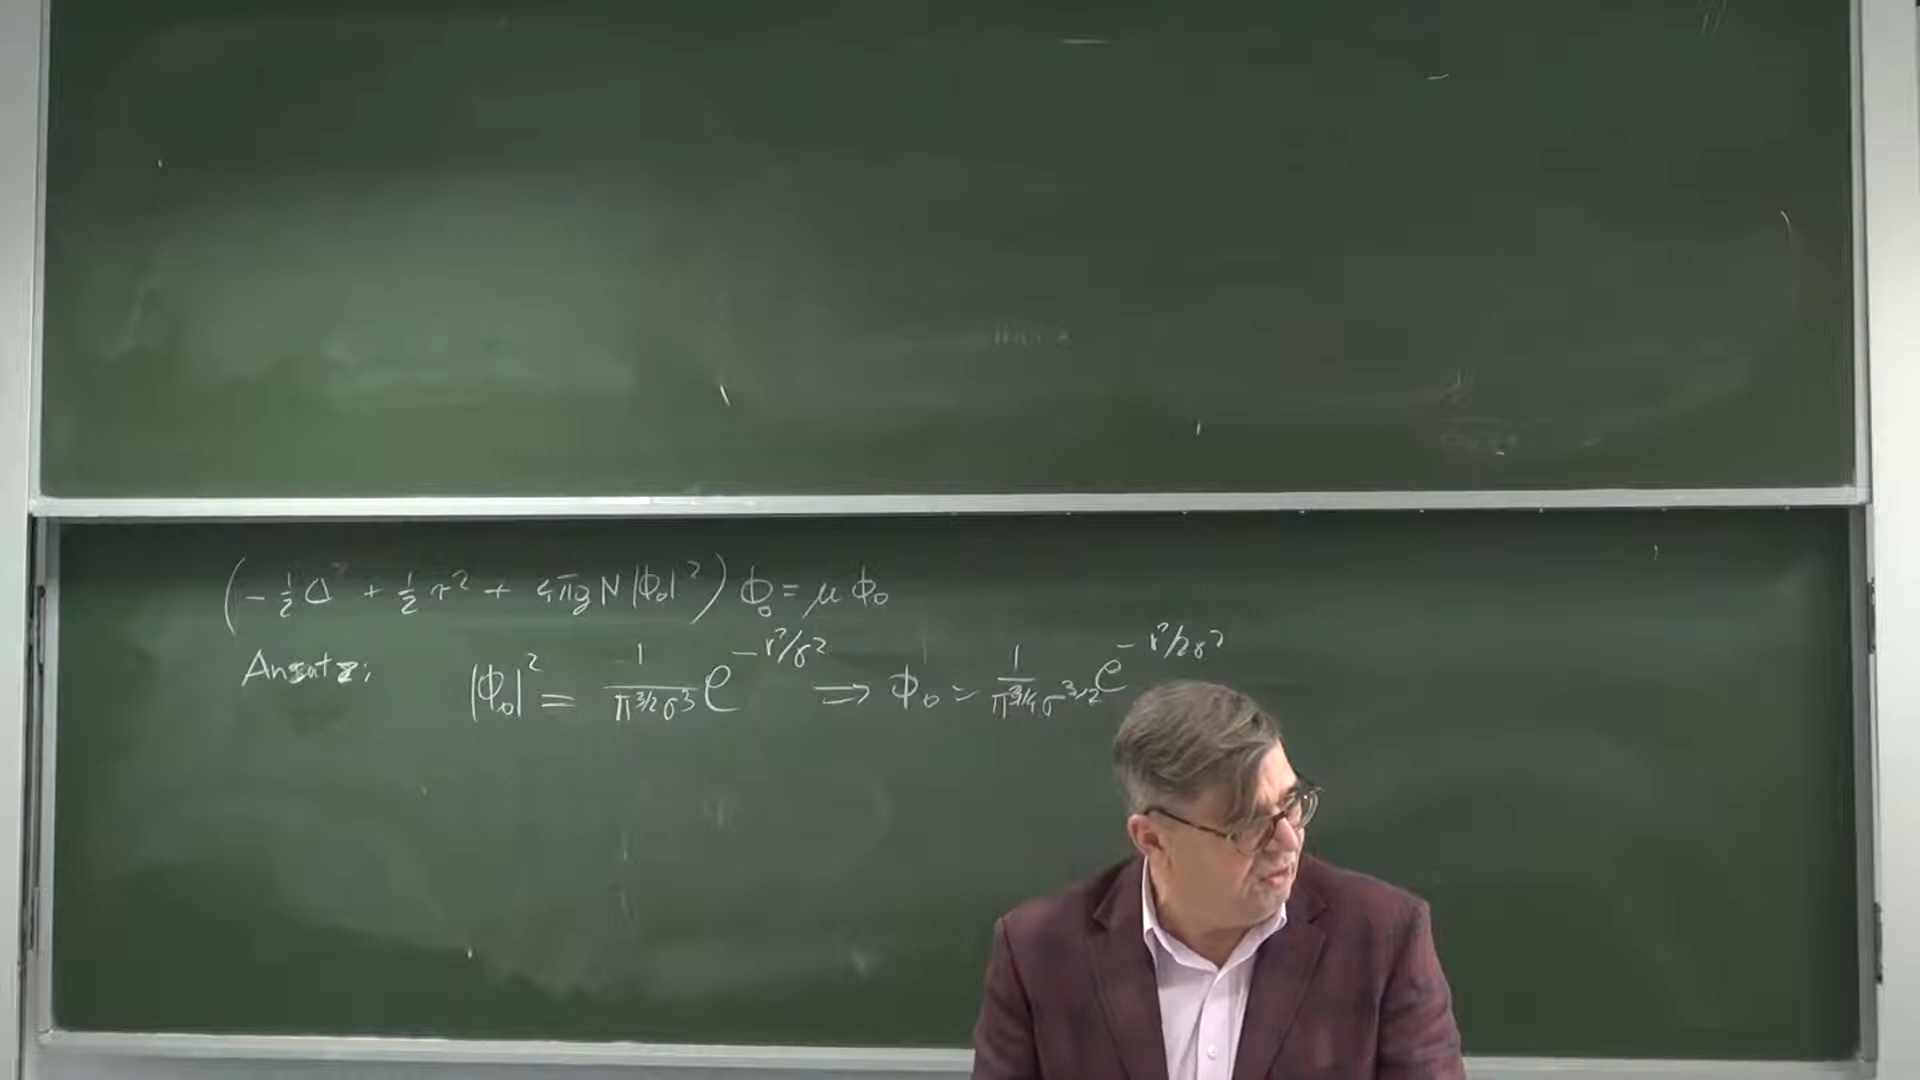 (-½Δ² + ½r² + 4πgN|ϕ₀|²)ϕ₀ = μϕ₀
Ansatz: |ϕ₀|² = 1/(π^{3/2}σ³) e^{-r²/σ²} ⟹ ϕ₀ = 1/(π^{3/4}σ^{3/2}) e^{-r²/2σ²}